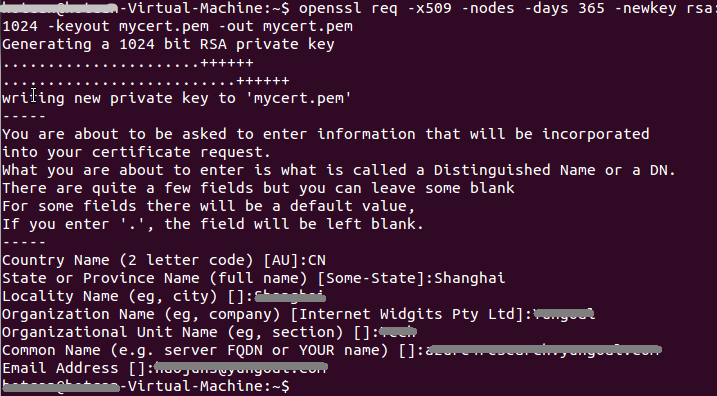 -Virtual-Machine:~$ openssl req -x509 -nodes -days 365 -newkey rsa:
1024 -keyout mycert.pem -out mycert.pem
Generating a 1024 bit RSA private key
......................++++++
..........................++++++
writing new private key to 'mycert.pem'
-----
You are about to be asked to enter information that will be incorporated
into your certificate request.
What you are about to enter is what is called a Distinguished Name or a DN.
There are quite a few fields but you can leave some blank
For some fields there will be a default value,
If you enter '.', the field will be left blank.
-----
Country Name (2 letter code) [AU]:CN
State or Province Name (full name) [Some-State]:Shanghai
Locality Name (eg, city) []:
Organization Name (eg, company) [Internet Widgits Pty Ltd]:
Organizational Unit Name (eg, section) []:
Common Name (e.g. server FQDN or YOUR name) []:
Email Address []:
-Virtual-Machine:~$